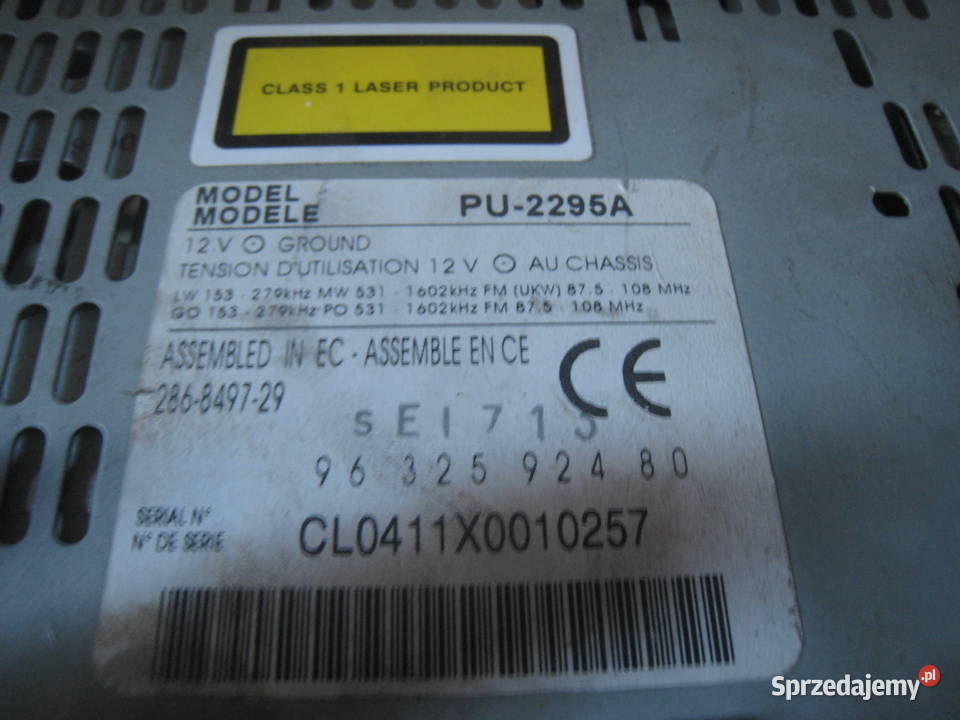 CLASS 1 LASER PRODUCT
MODEL
MODELE PU-2295A
12 V ⊙ GROUND
TENSION D'UTILISATION 12 V ⊙ AU CHASSIS
LW 153 - 279kHz MW 531 - 1602kHz FM (UKW) 87.5 - 108 MHz
GO 153 - 279kHz PO 531 - 1602kHz FM 87.5 - 108 MHz
ASSEMBLED IN EC - ASSEMBLE EN CE CE
286-8497-29
96 325 924 80
SERIAL N°
N° DE SERIE CL0411X0010257
Sprzedajemy.pl